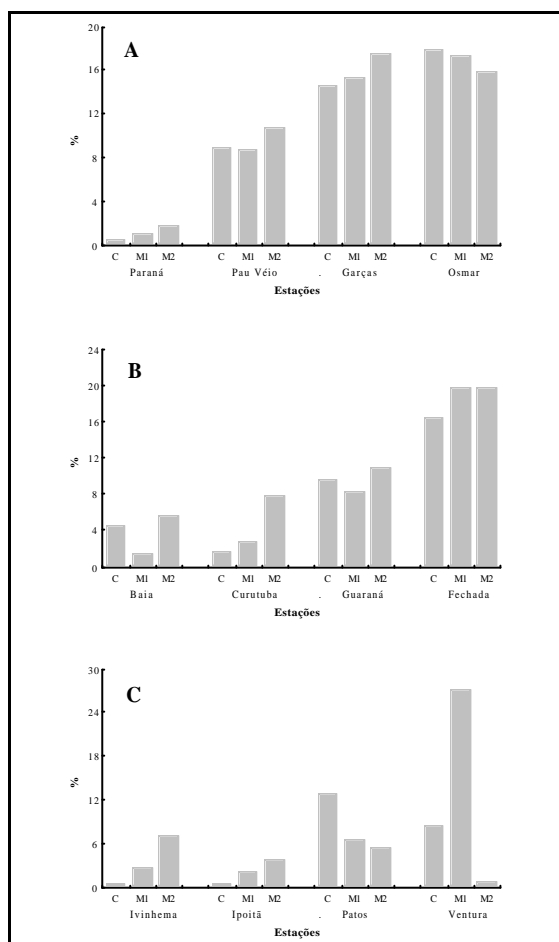 A
20
16
12
8
4
0
%
C M1 M2 C M1 M2 C M1 M2 C M1 M2
Paraná Pau Véio . Garças Osmar
Estações
B
24
20
16
12
8
4
0
%
C M1 M2 C M1 M2 C M1 M2 C M1 M2
Baia Curutuba . Guaraná Fechada
Estações
C
30
24
18
12
6
0
%
C M1 M2 C M1 M2 C M1 M2 C M1 M2
Ivinhema Ipoitã . Patos Ventura
Estações